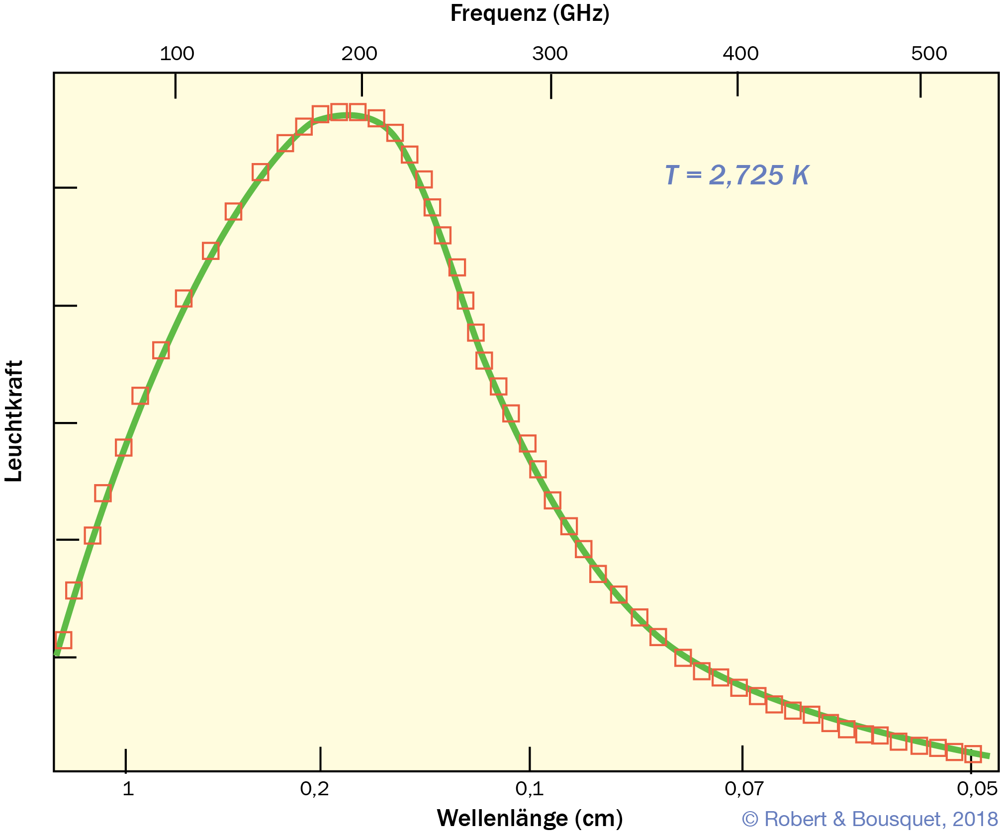 Frequenz (GHz)
100 200 300 400 500
T = 2,725 K
Leuchtkraft
1 0,2 0,1 0,07 0,05
Wellenlänge (cm)
© Robert & Bousquet, 2018